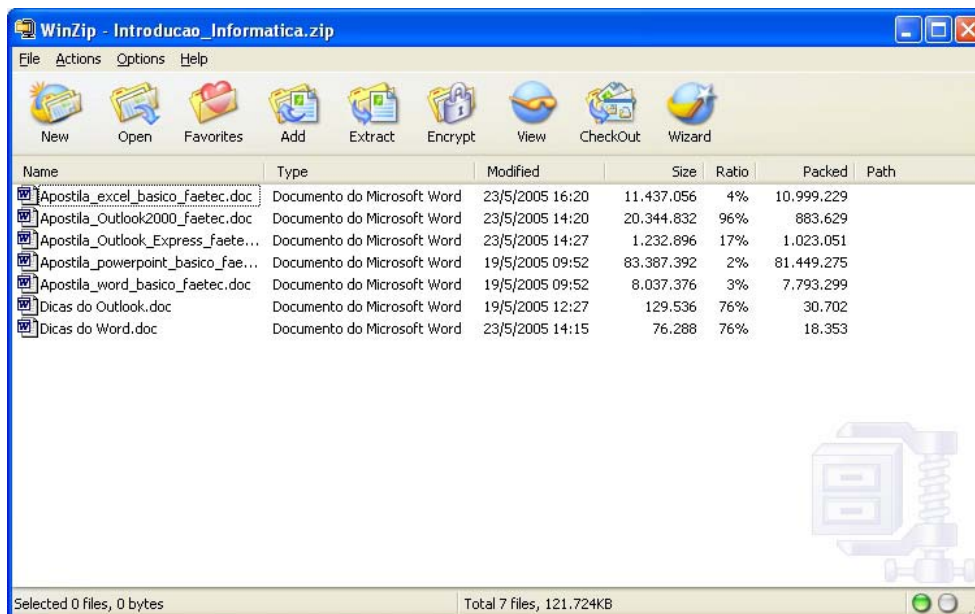 WinZip - Introducao_Informatica.zip
File Actions Options Help
New Open Favorites Add Extract Encrypt View CheckOut Wizard
Name Type Modified Size Ratio Packed Path
Apostila_excel_basico_faetec.doc Documento do Microsoft Word 23/5/2005 16:20 11.437.056 4% 10.999.229
Apostila_Outlook2000_faetec.doc Documento do Microsoft Word 23/5/2005 14:20 20.344.832 96% 883.629
Apostila_Outlook_Express_faete... Documento do Microsoft Word 23/5/2005 14:27 1.232.896 17% 1.023.051
Apostila_powerpoint_basico_fae... Documento do Microsoft Word 19/5/2005 09:52 83.387.392 2% 81.449.275
Apostila_word_basico_faetec.doc Documento do Microsoft Word 19/5/2005 09:52 8.037.376 3% 7.793.299
Dicas do Outlook.doc Documento do Microsoft Word 19/5/2005 12:27 129.536 76% 30.702
Dicas do Word.doc Documento do Microsoft Word 23/5/2005 14:15 76.288 76% 18.353
Selected 0 files, 0 bytes Total 7 files, 121.724KB